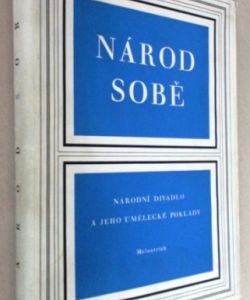 NÁROD
SOBĚ
NÁRODNÍ DIVADLO
A JEHO UMĚLECKÉ POKLADY
Melantrich